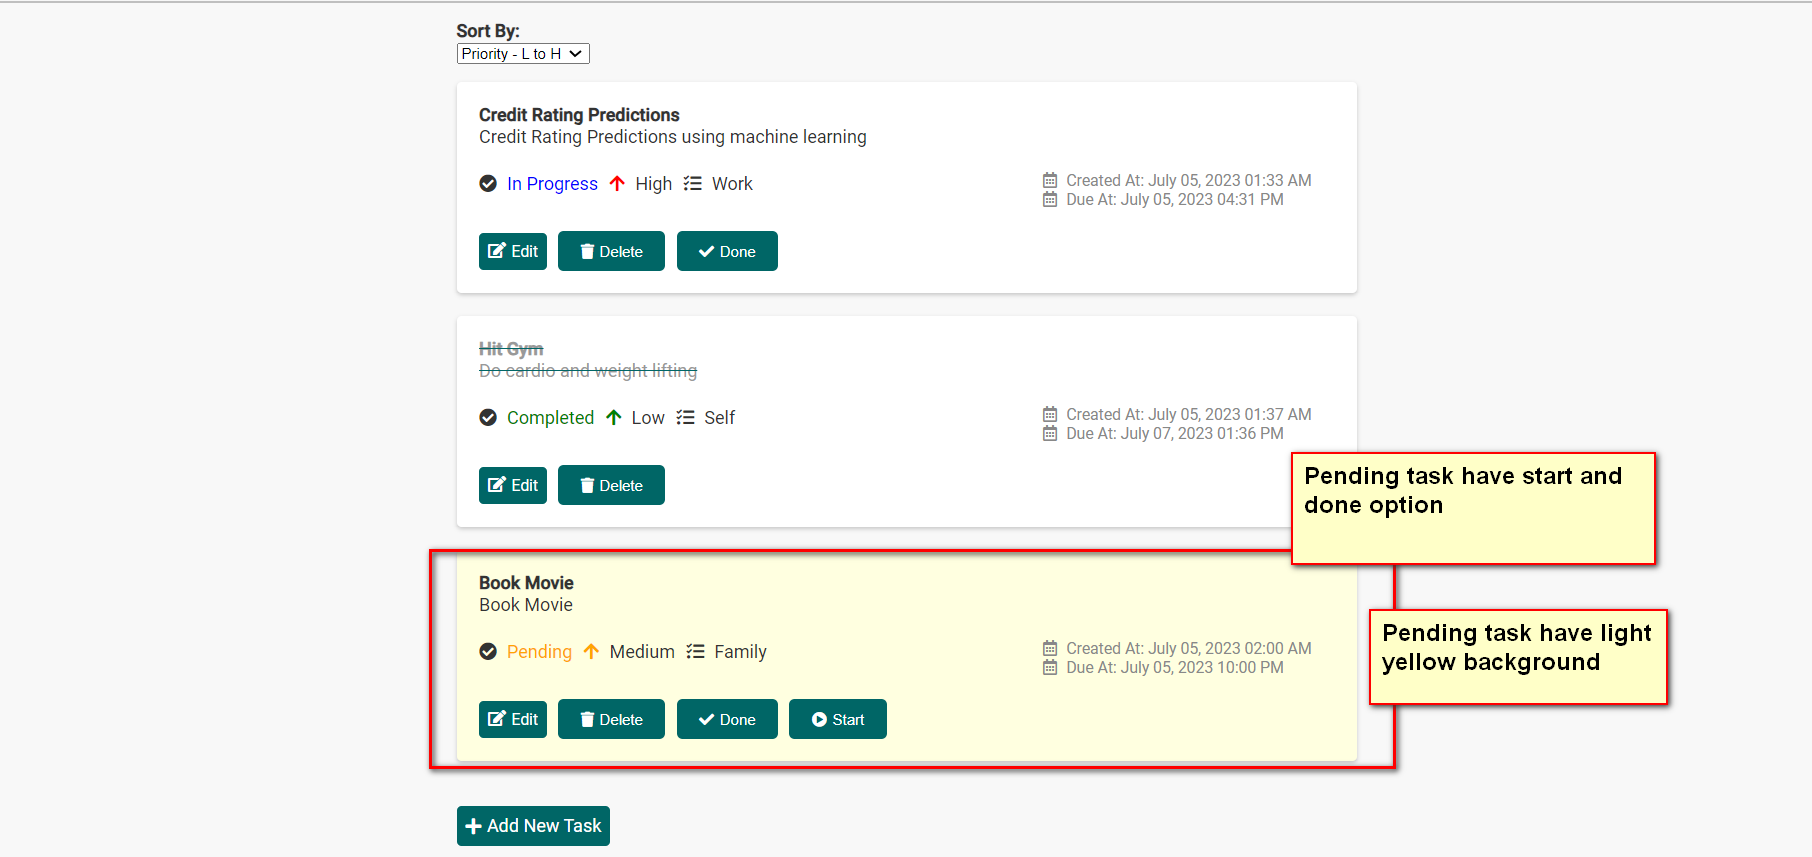 Sort By:
Priority - L to H
Credit Rating Predictions
Credit Rating Predictions using machine learning
In Progress High Work
Created At: July 05, 2023 01:33 AM
Due At: July 05, 2023 04:31 PM
Edit Delete Done
Hit Gym
Do cardio and weight lifting
Completed Low Self
Created At: July 05, 2023 01:37 AM
Due At: July 07, 2023 01:36 PM
Edit Delete
Pending task have start and
done option
Book Movie
Book Movie
Pending Medium Family
Created At: July 05, 2023 02:00 AM
Due At: July 05, 2023 10:00 PM
Pending task have light
yellow background
Edit Delete Done Start
Add New Task